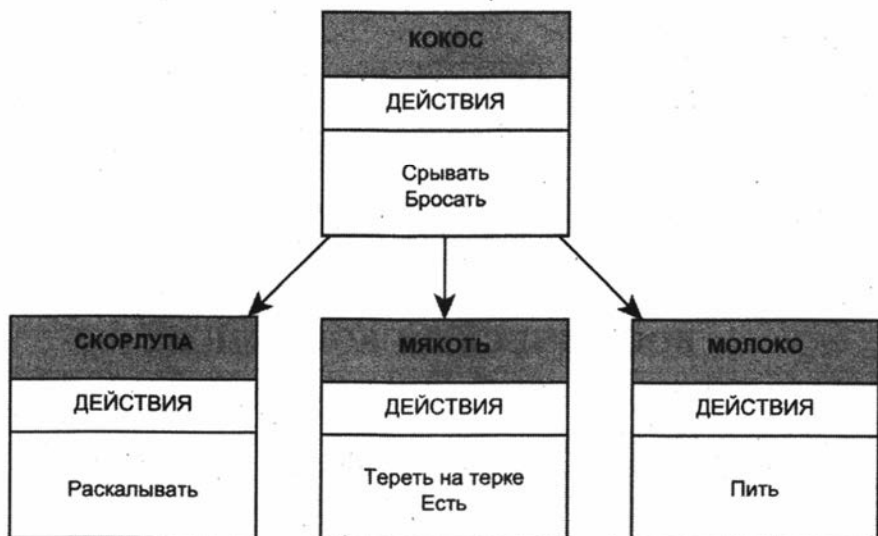 КОКОС
ДЕЙСТВИЯ
Срывать
Бросать
СКОРЛУПА
ДЕЙСТВИЯ
Раскалывать
МЯКОТЬ
ДЕЙСТВИЯ
Тереть на терке
Есть
МОЛОКО
ДЕЙСТВИЯ
Пить